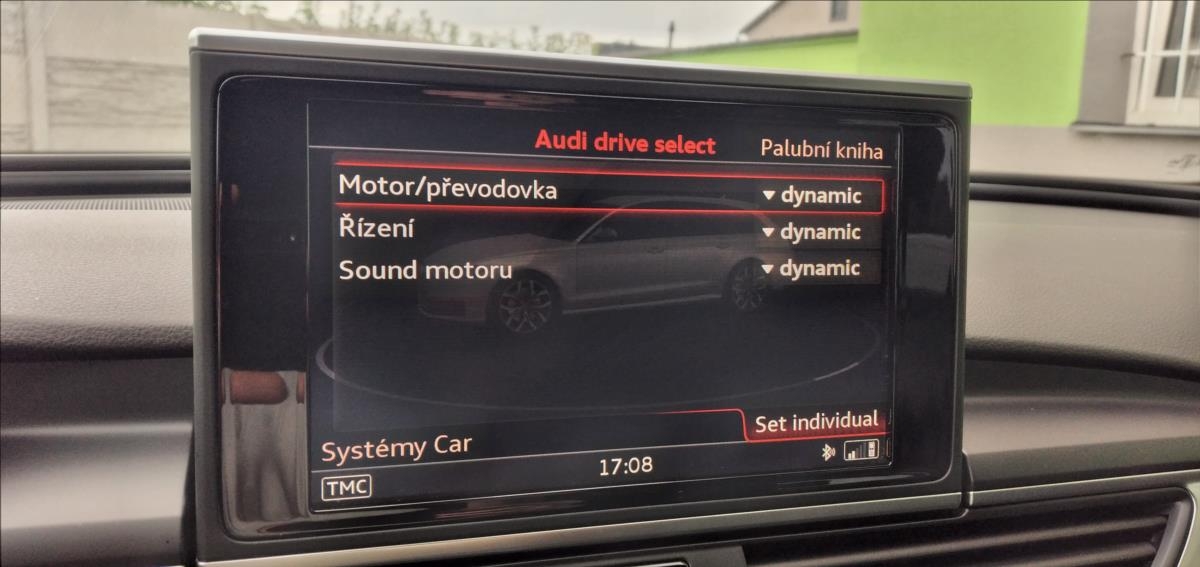 Audi drive select Palubní kniha
Motor/převodovka dynamic
Řízení dynamic
Sound motoru dynamic
Set individual
Systémy Car
17:08
TMC